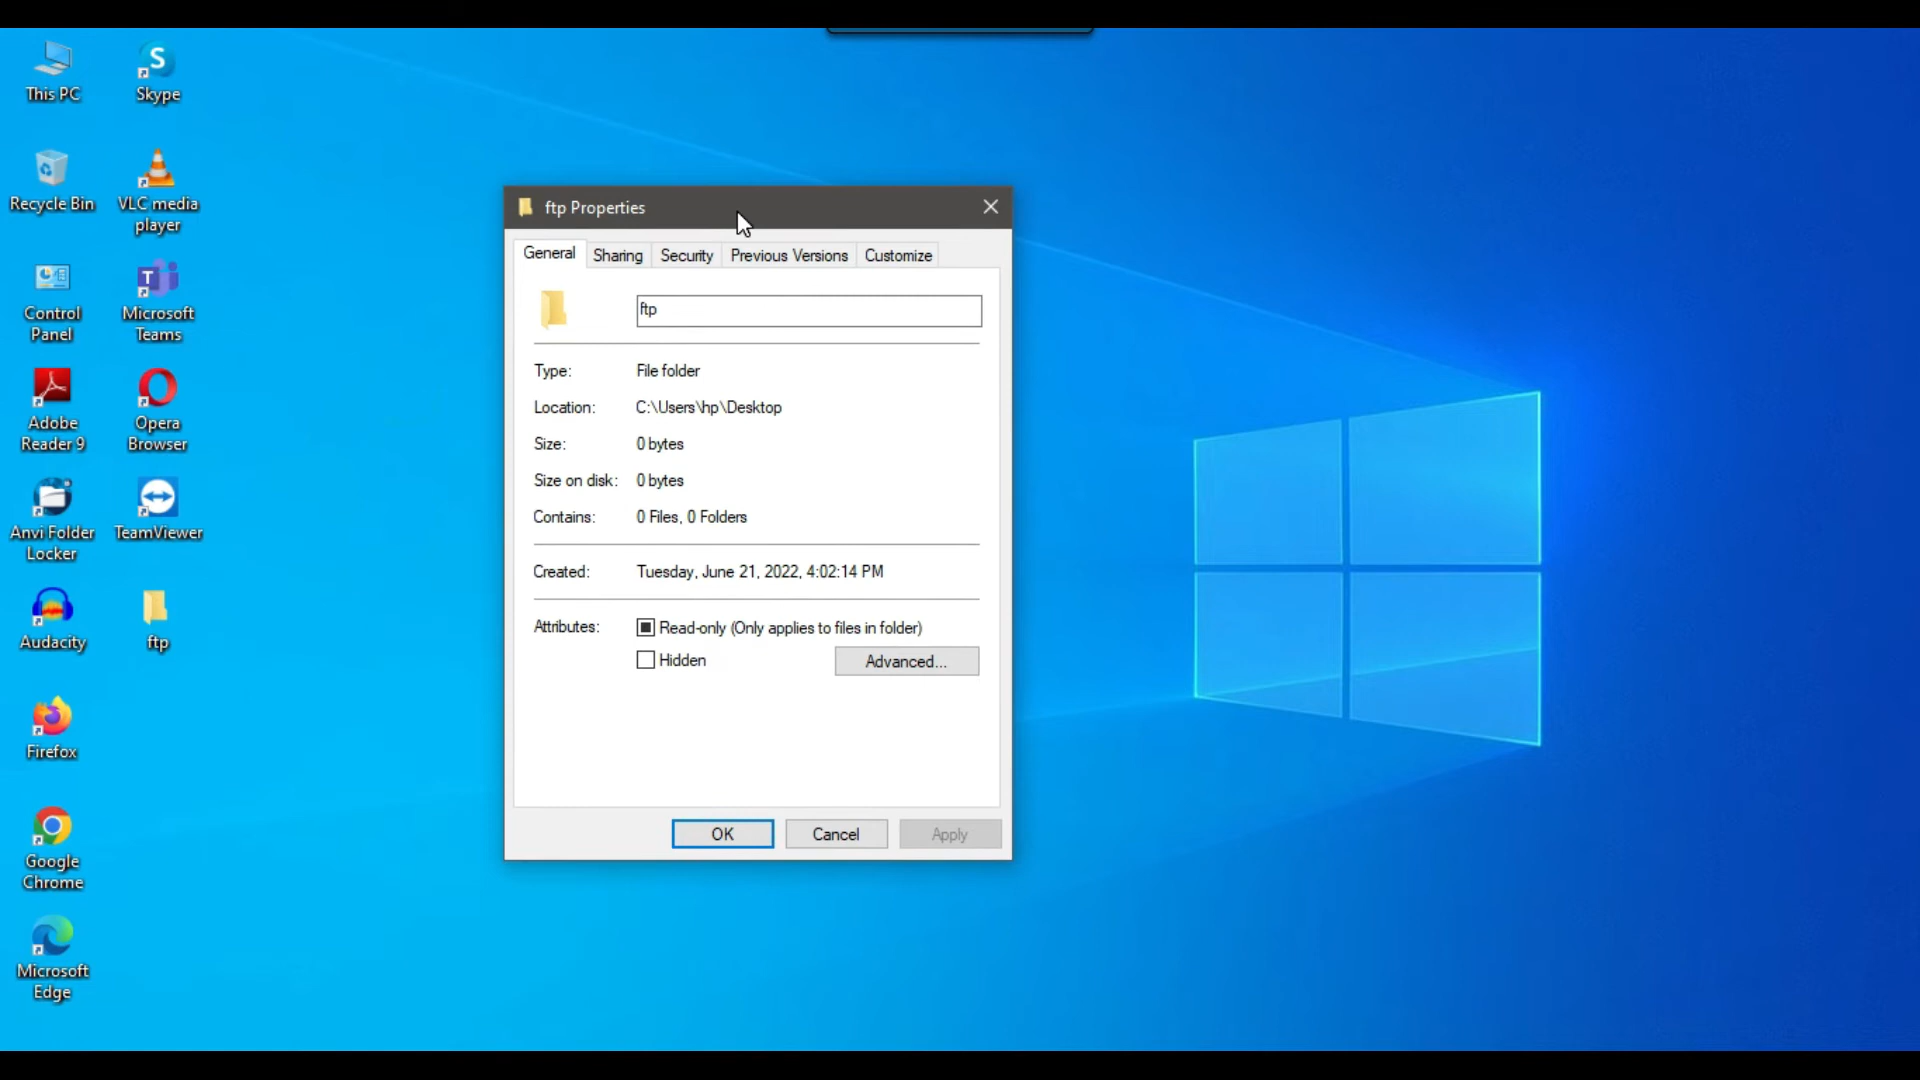 This PC
Skype
Recycle Bin
VLC media
player
Control
Panel
Microsoft
Teams
Adobe
Reader 9
Opera
Browser
Anvi Folder
Locker
TeamViewer
Audacity
ftp
Firefox
Google
Chrome
Microsoft
Edge
ftp Properties
General Sharing Security Previous Versions Customize
ftp
Type: File folder
Location: C:\Users\hp\Desktop
Size: 0 bytes
Size on disk: 0 bytes
Contains: 0 Files, 0 Folders
Created: Tuesday, June 21, 2022, 4:02:14 PM
Attributes: Read-only (Only applies to files in folder)
Hidden Advanced...
OK Cancel Apply